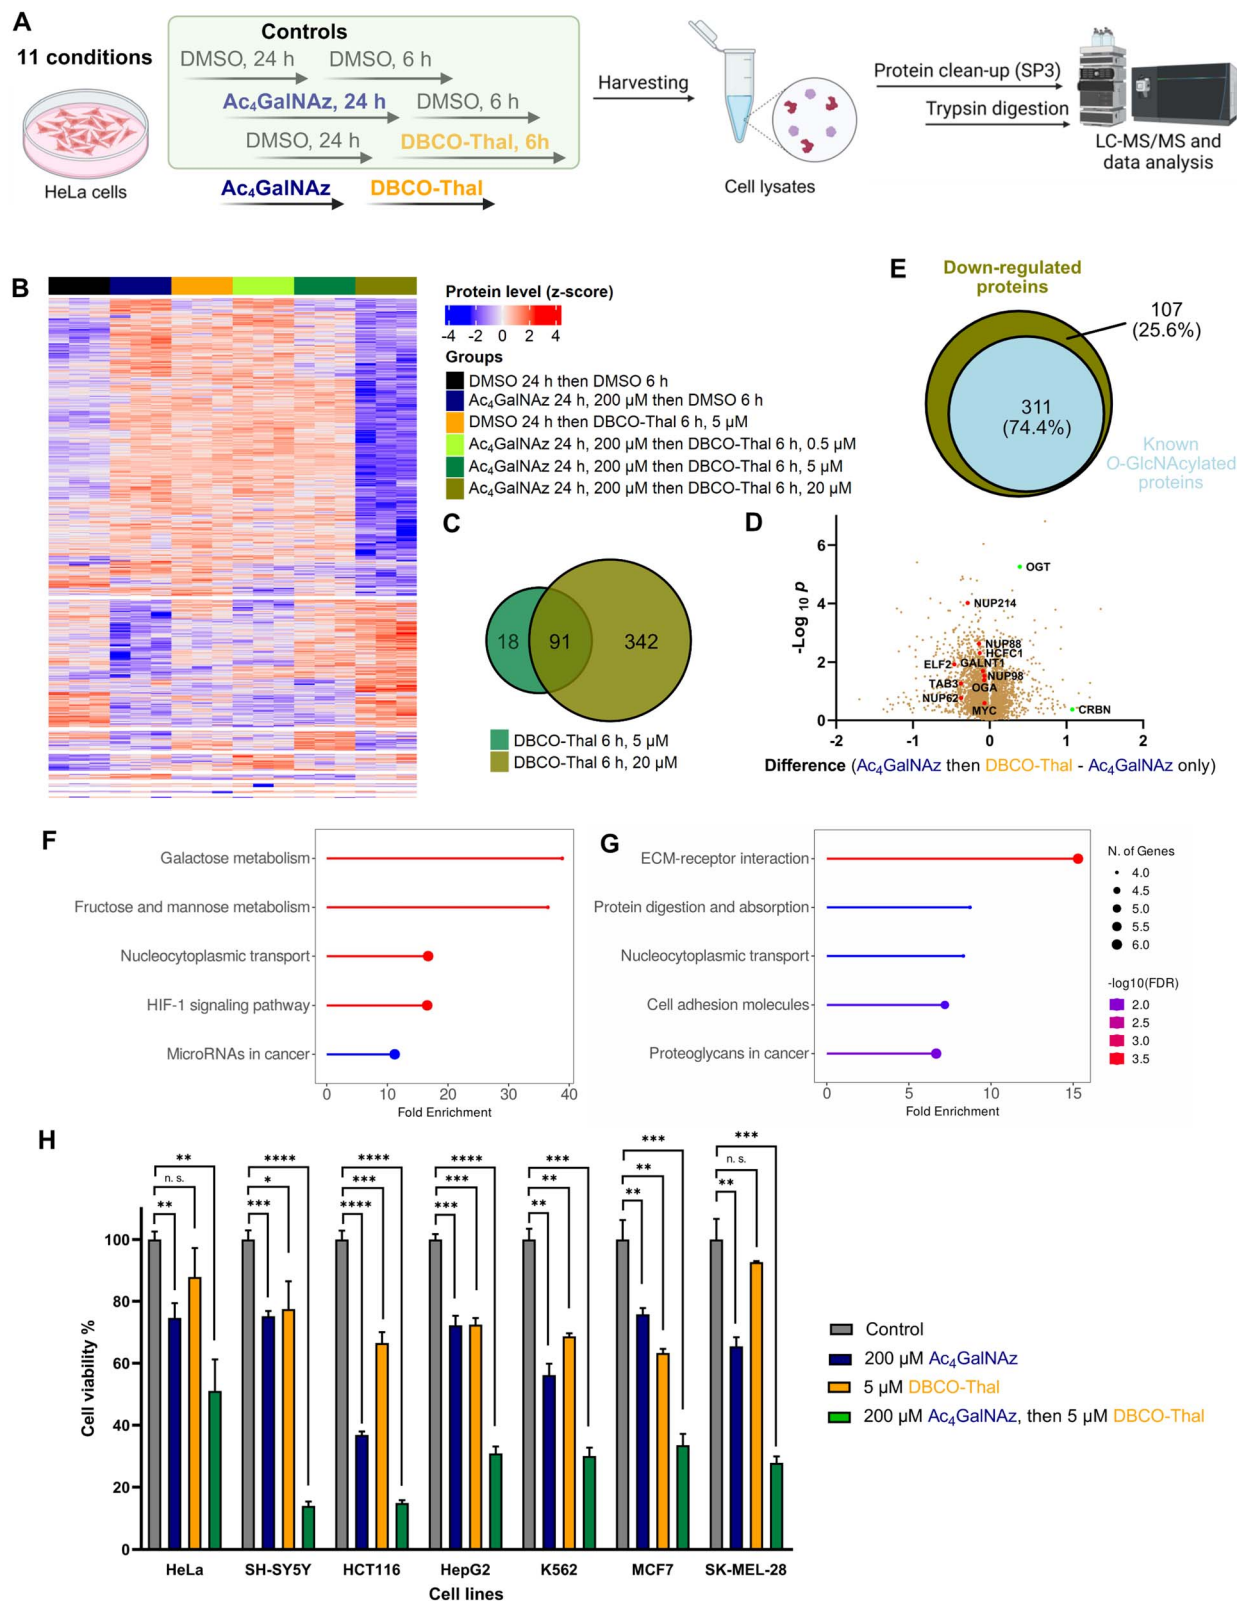 A
11 conditions
HeLa cells
Controls
DMSO, 24 h
DMSO, 6 h
Ac₄GalNAz, 24 h
DMSO, 6 h
DMSO, 24 h
DBCO-Thal, 6h
Ac₄GalNAz
DBCO-Thal
Harvesting
Cell lysates
Protein clean-up (SP3)
Trypsin digestion
LC-MS/MS and
data analysis
B
Protein level (z-score)
-4 -2 0 2 4
Groups
DMSO 24 h then DMSO 6 h
Ac₄GalNAz 24 h, 200 µM then DMSO 6 h
DMSO 24 h then DBCO-Thal 6 h, 5 µM
Ac₄GalNAz 24 h, 200 µM then DBCO-Thal 6 h, 0.5 µM
Ac₄GalNAz 24 h, 200 µM then DBCO-Thal 6 h, 5 µM
Ac₄GalNAz 24 h, 200 µM then DBCO-Thal 6 h, 20 µM
C
18
91
342
DBCO-Thal 6 h, 5 µM
DBCO-Thal 6 h, 20 µM
E
Down-regulated
proteins
107
(25.6%)
311
(74.4%)
Known
O-GlcNAcylated
proteins
D
-Log ₁₀ p
6
4
2
0
OGT
NUP214
NUP88
HCFC1
ELF2
GALNT1
NUP98
TAB3
OGA
NUP62
MYC
CRBN
-2 -1 0 1 2
Difference (Ac₄GalNAz then DBCO-Thal - Ac₄GalNAz only)
F
Galactose metabolism
Fructose and mannose metabolism
Nucleocytoplasmic transport
HIF-1 signaling pathway
MicroRNAs in cancer
0 10 20 30 40
Fold Enrichment
G
ECM-receptor interaction
Protein digestion and absorption
Nucleocytoplasmic transport
Cell adhesion molecules
Proteoglycans in cancer
0 5 10 15
Fold Enrichment
N. of Genes
4.0
4.5
5.0
5.5
6.0
-log10(FDR)
2.0
2.5
3.0
3.5
H
Cell viability %
100
80
60
40
20
0
** n. s. **
*** * ****
**** *** ****
*** *** ****
** ** ***
** ** ***
** n. s. ***
HeLa SH-SY5Y HCT116 HepG2 K562 MCF7 SK-MEL-28
Cell lines
Control
200 µM Ac₄GalNAz
5 µM DBCO-Thal
200 µM Ac₄GalNAz, then 5 µM DBCO-Thal